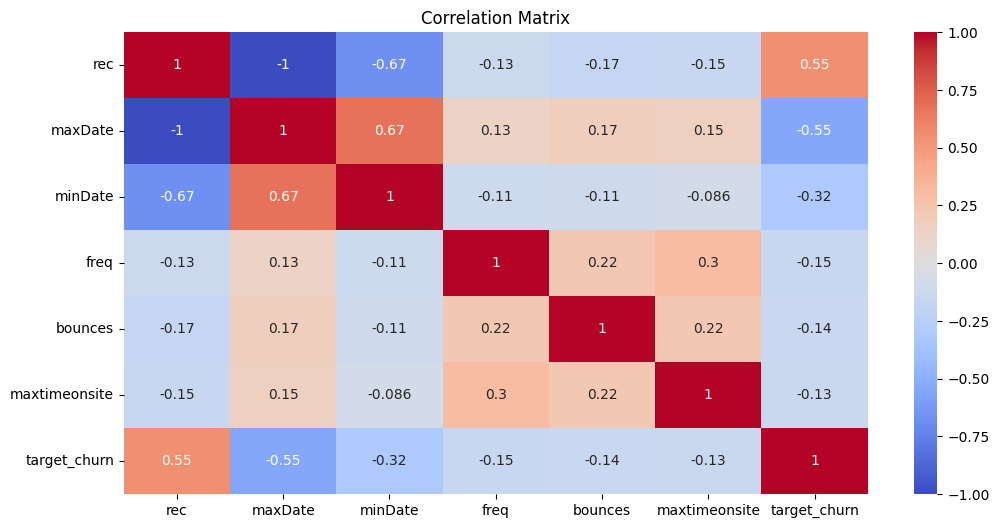 Correlation Matrix
rec 1 -1 -0.67 -0.13 -0.17 -0.15 0.55
maxDate -1 1 0.67 0.13 0.17 0.15 -0.55
minDate -0.67 0.67 1 -0.11 -0.11 -0.086 -0.32
freq -0.13 0.13 -0.11 1 0.22 0.3 -0.15
bounces -0.17 0.17 -0.11 0.22 1 0.22 -0.14
maxtimeonsite -0.15 0.15 -0.086 0.3 0.22 1 -0.13
target_churn 0.55 -0.55 -0.32 -0.15 -0.14 -0.13 1
rec maxDate minDate freq bounces maxtimeonsite target_churn
1.00
0.75
0.50
0.25
0.00
−0.25
−0.50
−0.75
−1.00